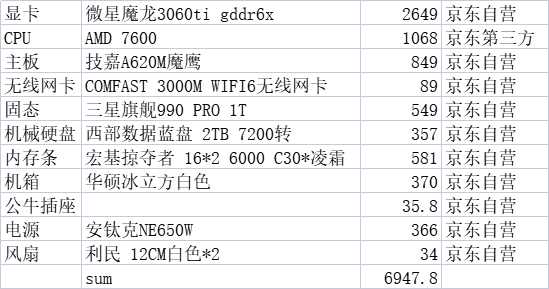 显卡 微星魔龙3060ti gddr6x 2649 京东自营
CPU AMD 7600 1068 京东第三方
主板 技嘉A620M魔鹰 849 京东自营
无线网卡 COMFAST 3000M WIFI6无线网卡 89 京东自营
固态 三星旗舰990 PRO 1T 549 京东自营
机械硬盘 西部数据蓝盘 2TB 7200转 357 京东自营
内存条 宏基掠夺者 16*2 6000 C30*凌霜 581 京东自营
机箱 华硕冰立方白色 370 京东自营
公牛插座 35.8 京东自营
电源 安钛克NE650W 366 京东自营
风扇 利民 12CM白色*2 34 京东自营
sum 6947.8